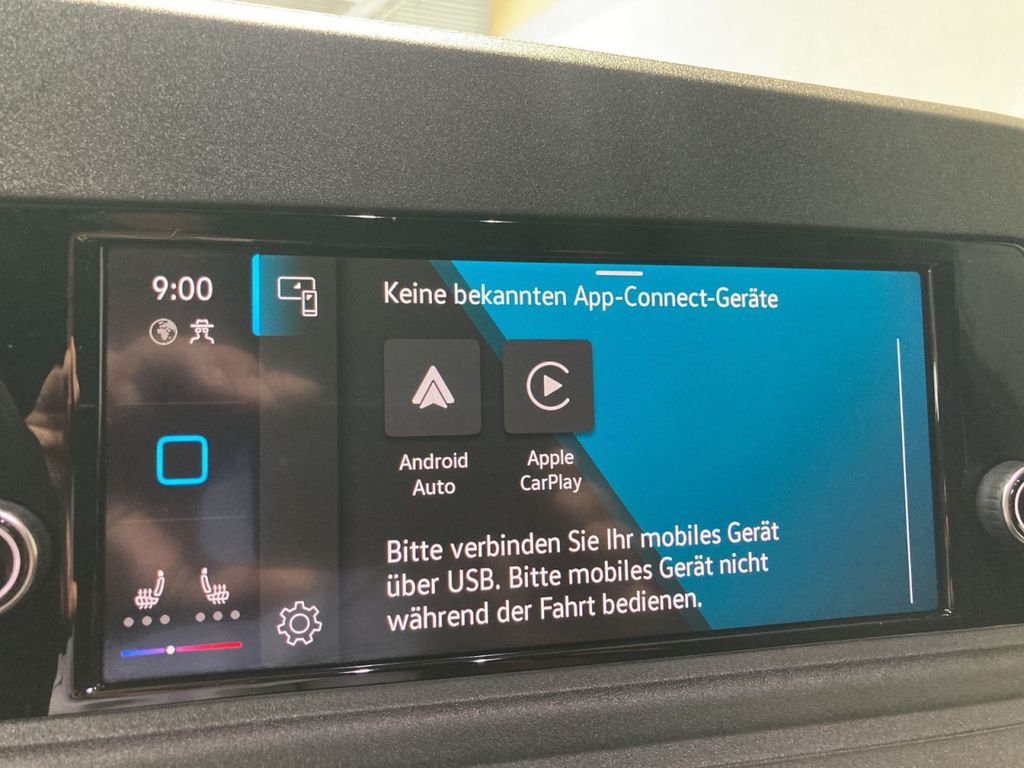 9:00
Keine bekannten App-Connect-Geräte
Android
Auto
Apple
CarPlay
Bitte verbinden Sie Ihr mobiles Gerät
über USB. Bitte mobiles Gerät nicht
während der Fahrt bedienen.